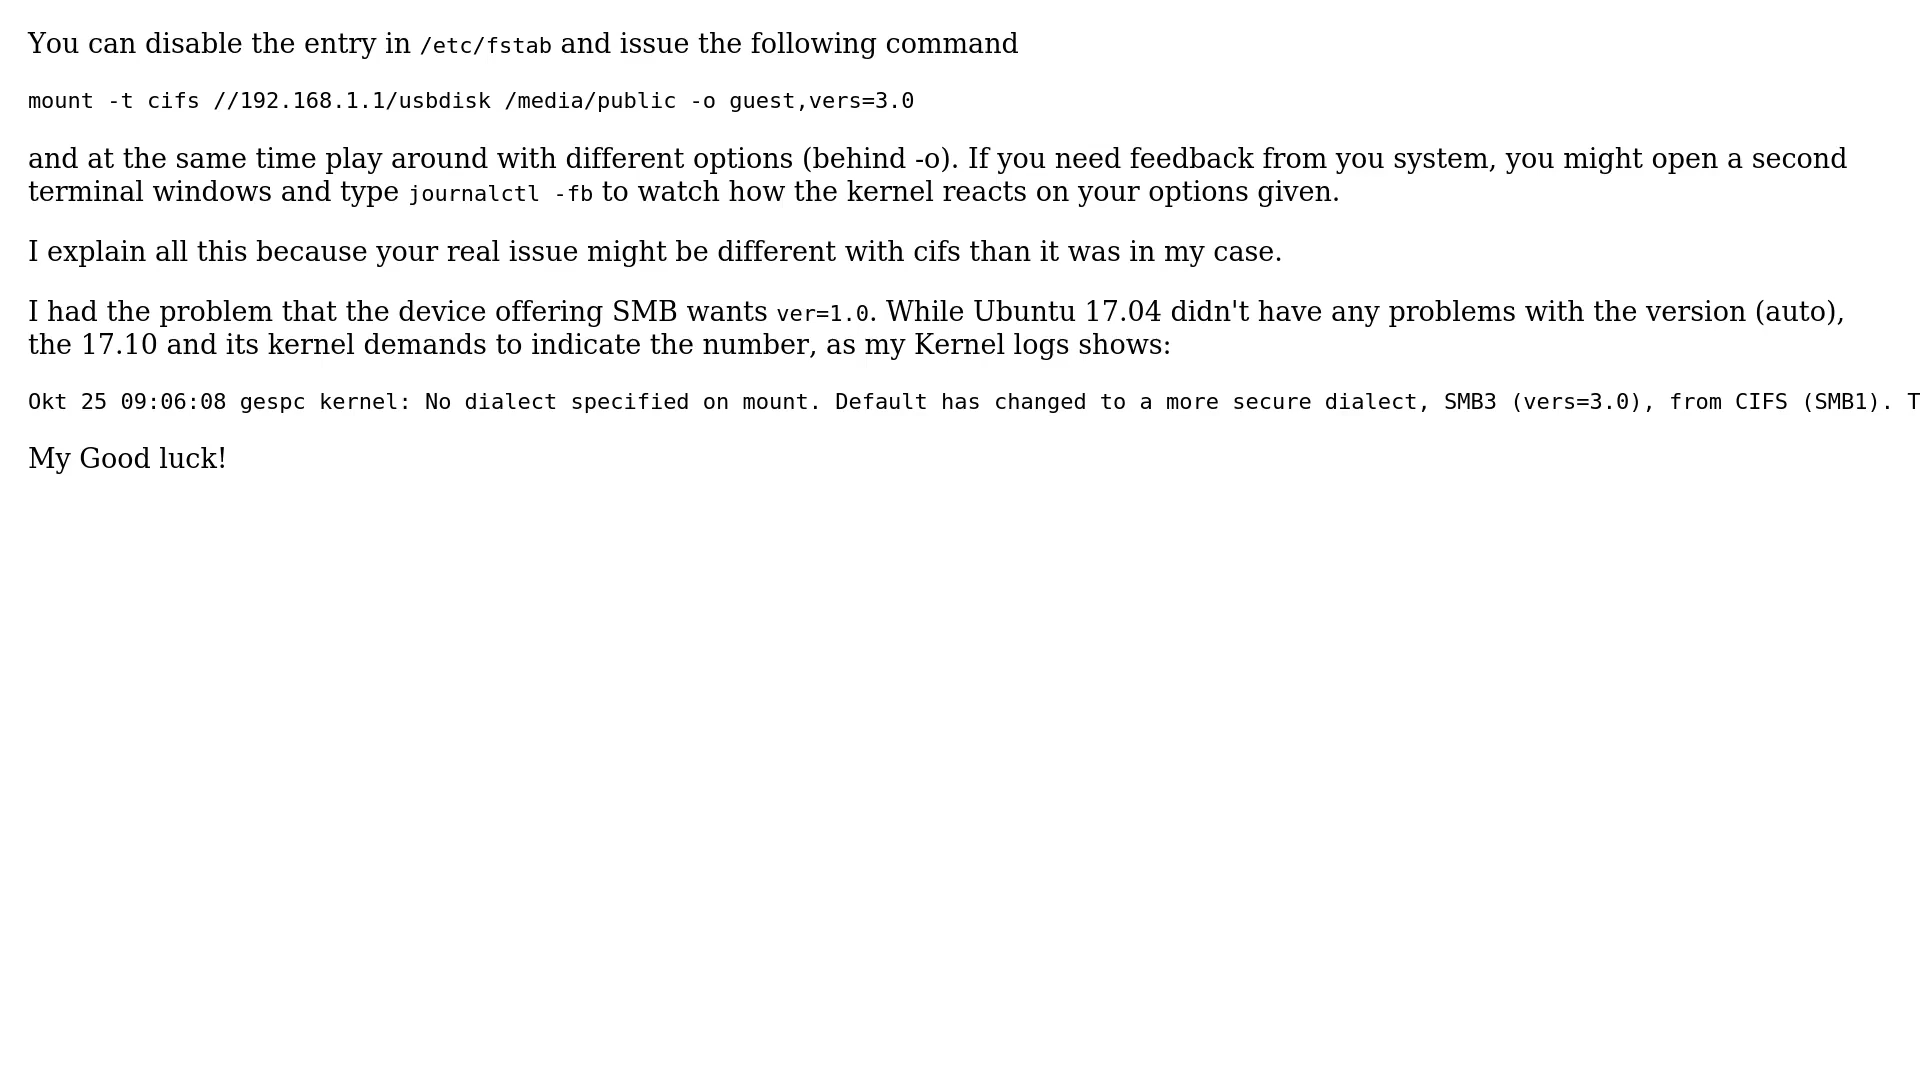 You can disable the entry in /etc/fstab and issue the following command
mount -t cifs //192.168.1.1/usbdisk /media/public -o guest,vers=3.0
and at the same time play around with different options (behind -o). If you need feedback from you system, you might open a second
terminal windows and type journalctl -fb to watch how the kernel reacts on your options given.
I explain all this because your real issue might be different with cifs than it was in my case.
I had the problem that the device offering SMB wants ver=1.0. While Ubuntu 17.04 didn't have any problems with the version (auto),
the 17.10 and its kernel demands to indicate the number, as my Kernel logs shows:
Okt 25 09:06:08 gespc kernel: No dialect specified on mount. Default has changed to a more secure dialect, SMB3 (vers=3.0), from CIFS (SMB1). T
My Good luck!